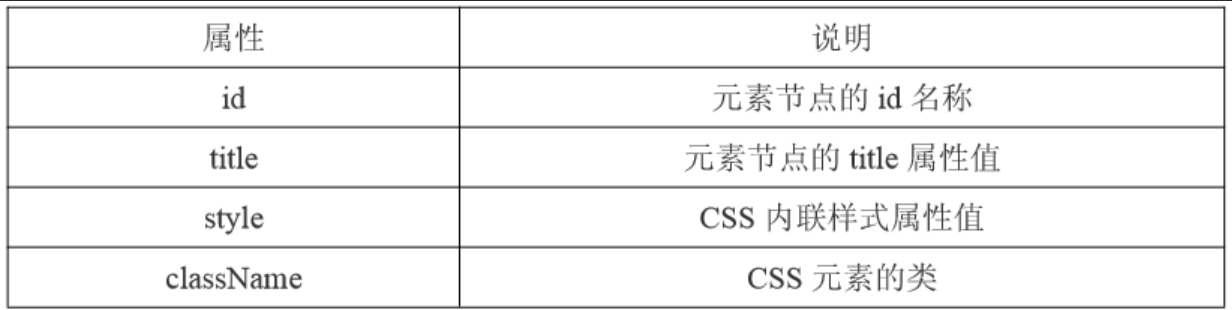 属性 说明
id 元素节点的 id 名称
title 元素节点的 title 属性值
style CSS 内联样式属性值
className CSS 元素的类